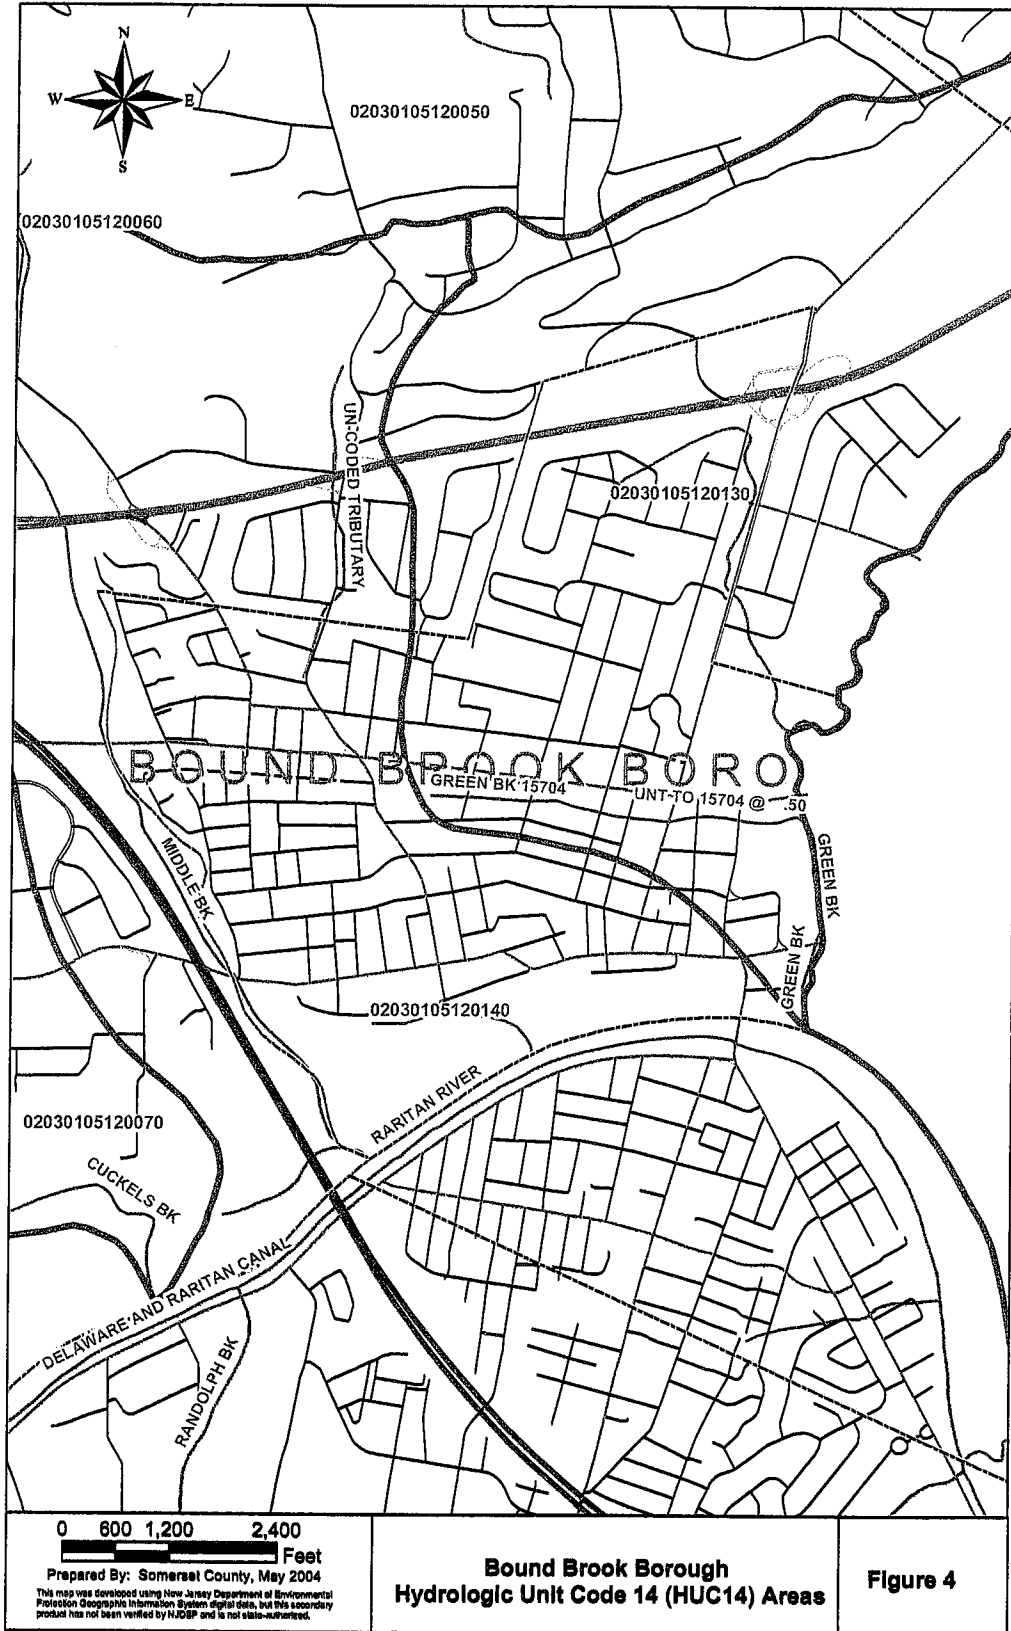 N
W
E
S
02030105120050
02030105120060
UN-CODED TRIBUTARY
02030105120130
BOUND BROOK BORO
GREEN BK 15704
UNT TO 15704 @ .50
MIDDLE BK
GREEN BK
GREEN BK
02030105120140
RARITAN RIVER
02030105120070
CUCKELS BK
DELAWARE AND RARITAN CANAL
RANDOLPH BK
0 600 1,200 2,400
Feet
Prepared By: Somerset County, May 2004
This map was developed using New Jersey Department of Environmental
Protection Geographic Information System digital data, but this secondary
product has not been verified by NJDEP and is not state-authorized.
Bound Brook Borough
Hydrologic Unit Code 14 (HUC14) Areas
Figure 4